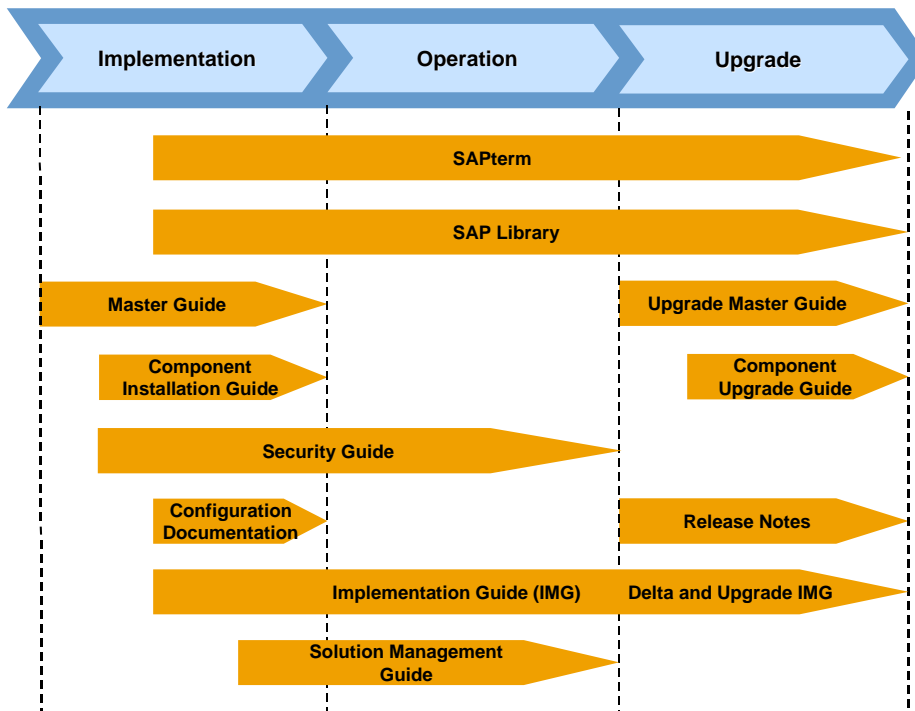 Implementation
Operation
Upgrade
SAPterm
SAP Library
Master Guide
Upgrade Master Guide
Component
Installation Guide
Component
Upgrade Guide
Security Guide
Configuration
Documentation
Release Notes
Implementation Guide (IMG)
Delta and Upgrade IMG
Solution Management
Guide